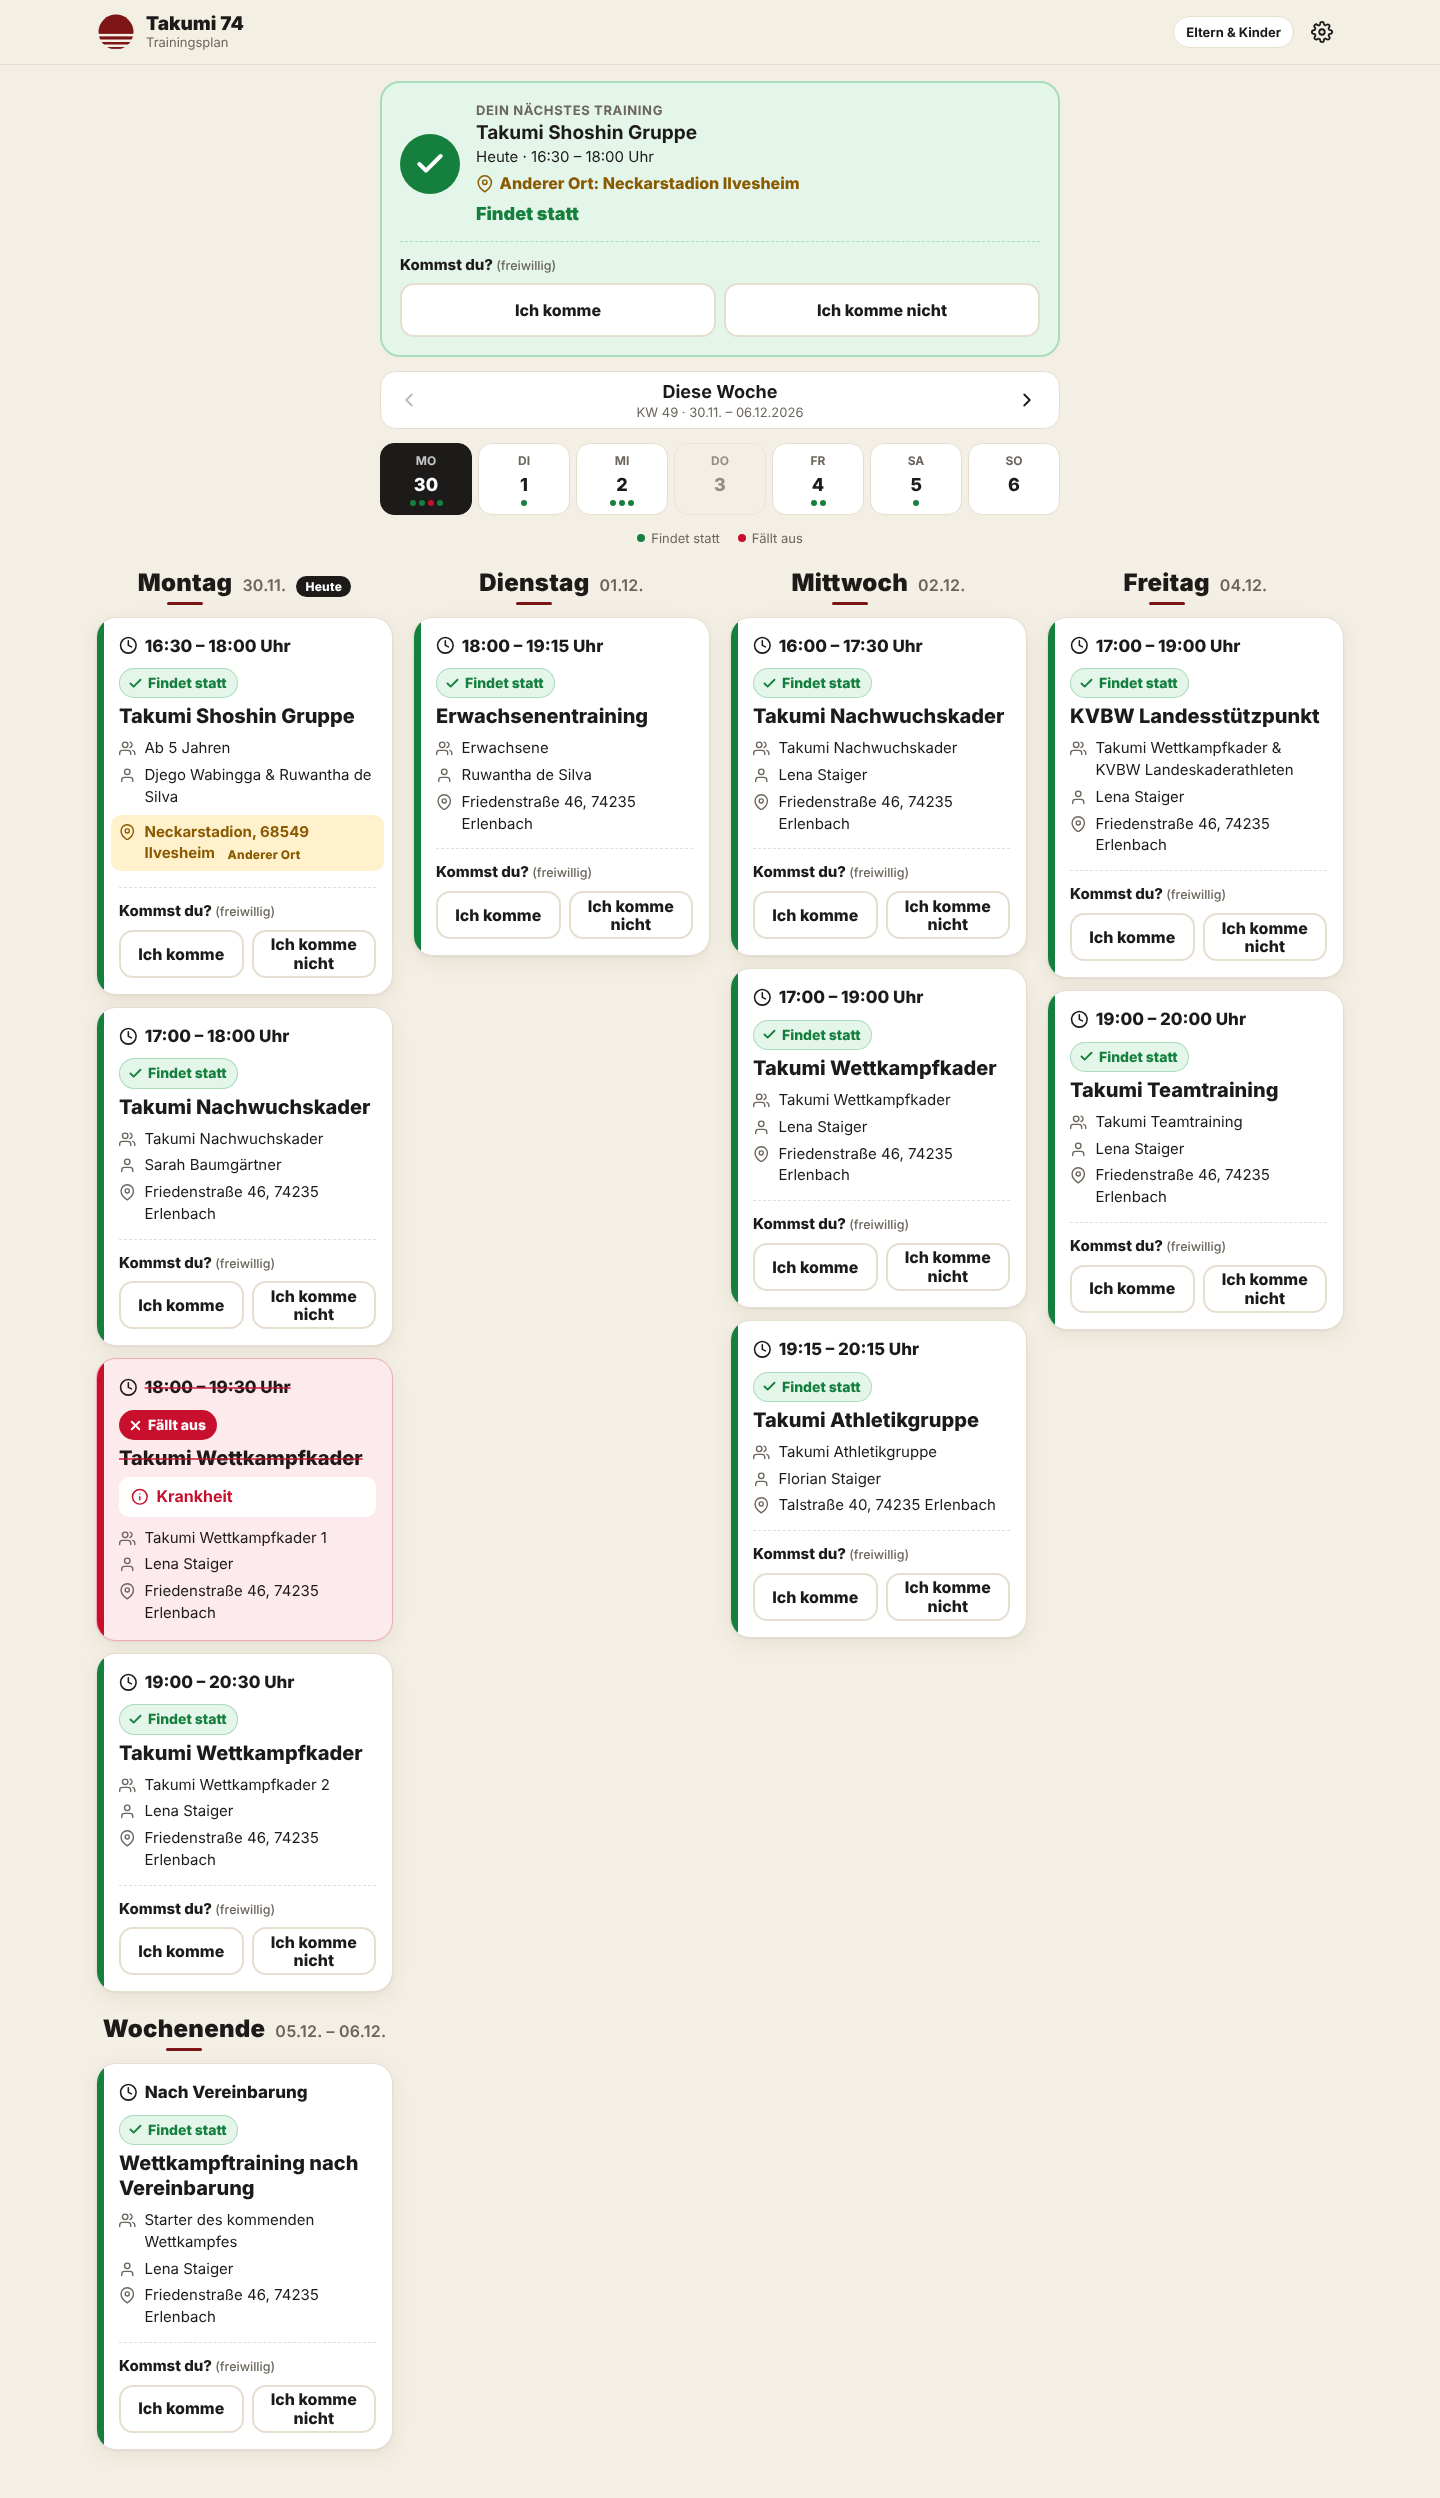 Takumi 74
Trainingsplan
Eltern & Kinder
DEIN NÄCHSTES TRAINING
Takumi Shoshin Gruppe
Heute · 16:30 – 18:00 Uhr
Anderer Ort: Neckarstadion Ilvesheim
Findet statt
Kommst du? (freiwillig)
Ich komme
Ich komme nicht
Diese Woche
KW 49 · 30.11. – 06.12.2026
MO
30
DI
1
MI
2
DO
3
FR
4
SA
5
SO
6
Findet statt
Fällt aus
Montag 30.11. Heute
16:30 – 18:00 Uhr
Findet statt
Takumi Shoshin Gruppe
Ab 5 Jahren
Djego Wabingga & Ruwantha de
Silva
Neckarstadion, 68549
Ilvesheim Anderer Ort
Kommst du? (freiwillig)
Ich komme
Ich komme
nicht
17:00 – 18:00 Uhr
Findet statt
Takumi Nachwuchskader
Takumi Nachwuchskader
Sarah Baumgärtner
Friedenstraße 46, 74235
Erlenbach
Kommst du? (freiwillig)
Ich komme
Ich komme
nicht
18:00 – 19:30 Uhr
Fällt aus
Takumi Wettkampfkader
Krankheit
Takumi Wettkampfkader 1
Lena Staiger
Friedenstraße 46, 74235
Erlenbach
19:00 – 20:30 Uhr
Findet statt
Takumi Wettkampfkader
Takumi Wettkampfkader 2
Lena Staiger
Friedenstraße 46, 74235
Erlenbach
Kommst du? (freiwillig)
Ich komme
Ich komme
nicht
Dienstag 01.12.
18:00 – 19:15 Uhr
Findet statt
Erwachsenentraining
Erwachsene
Ruwantha de Silva
Friedenstraße 46, 74235
Erlenbach
Kommst du? (freiwillig)
Ich komme
Ich komme
nicht
Mittwoch 02.12.
16:00 – 17:30 Uhr
Findet statt
Takumi Nachwuchskader
Takumi Nachwuchskader
Lena Staiger
Friedenstraße 46, 74235
Erlenbach
Kommst du? (freiwillig)
Ich komme
Ich komme
nicht
17:00 – 19:00 Uhr
Findet statt
Takumi Wettkampfkader
Takumi Wettkampfkader
Lena Staiger
Friedenstraße 46, 74235
Erlenbach
Kommst du? (freiwillig)
Ich komme
Ich komme
nicht
19:15 – 20:15 Uhr
Findet statt
Takumi Athletikgruppe
Takumi Athletikgruppe
Florian Staiger
Talstraße 40, 74235 Erlenbach
Kommst du? (freiwillig)
Ich komme
Ich komme
nicht
Freitag 04.12.
17:00 – 19:00 Uhr
Findet statt
KVBW Landesstützpunkt
Takumi Wettkampfkader &
KVBW Landeskaderathleten
Lena Staiger
Friedenstraße 46, 74235
Erlenbach
Kommst du? (freiwillig)
Ich komme
Ich komme
nicht
19:00 – 20:00 Uhr
Findet statt
Takumi Teamtraining
Takumi Teamtraining
Lena Staiger
Friedenstraße 46, 74235
Erlenbach
Kommst du? (freiwillig)
Ich komme
Ich komme
nicht
Wochenende 05.12. – 06.12.
Nach Vereinbarung
Findet statt
Wettkampftraining nach
Vereinbarung
Starter des kommenden
Wettkampfes
Lena Staiger
Friedenstraße 46, 74235
Erlenbach
Kommst du? (freiwillig)
Ich komme
Ich komme
nicht